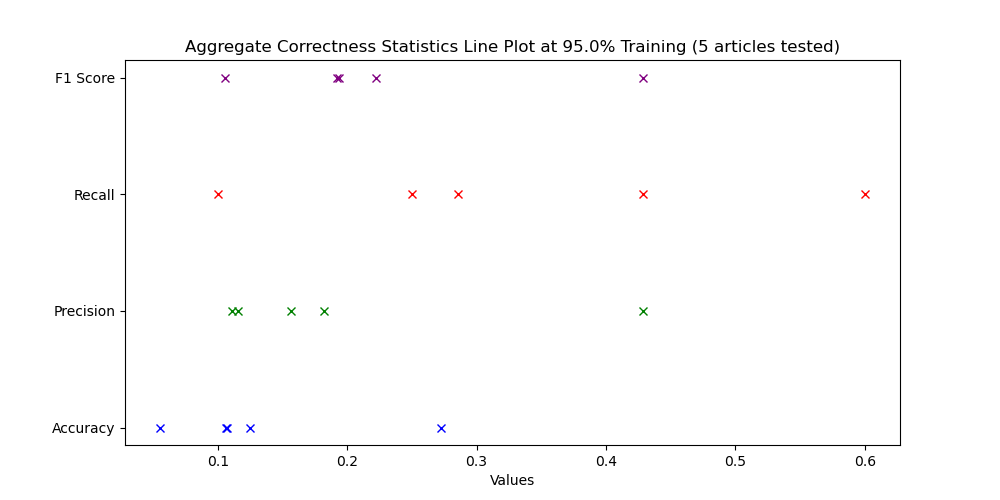 Aggregate Correctness Statistics Line Plot at 95.0% Training (5 articles tested)
F1 Score
Recall
Precision
Accuracy
0.1 0.2 0.3 0.4 0.5 0.6
Values